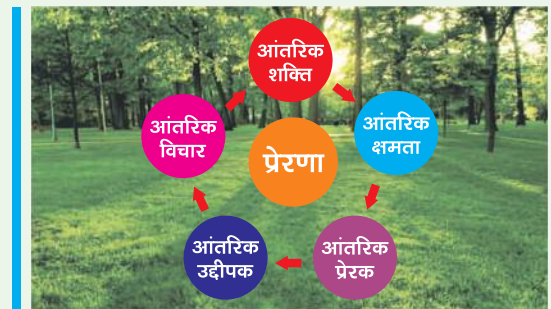 आंतरिक
शक्ति
आंतरिक
क्षमता
आंतरिक
प्रेरक
आंतरिक
उद्दीपक
आंतरिक
विचार
प्रेरणा